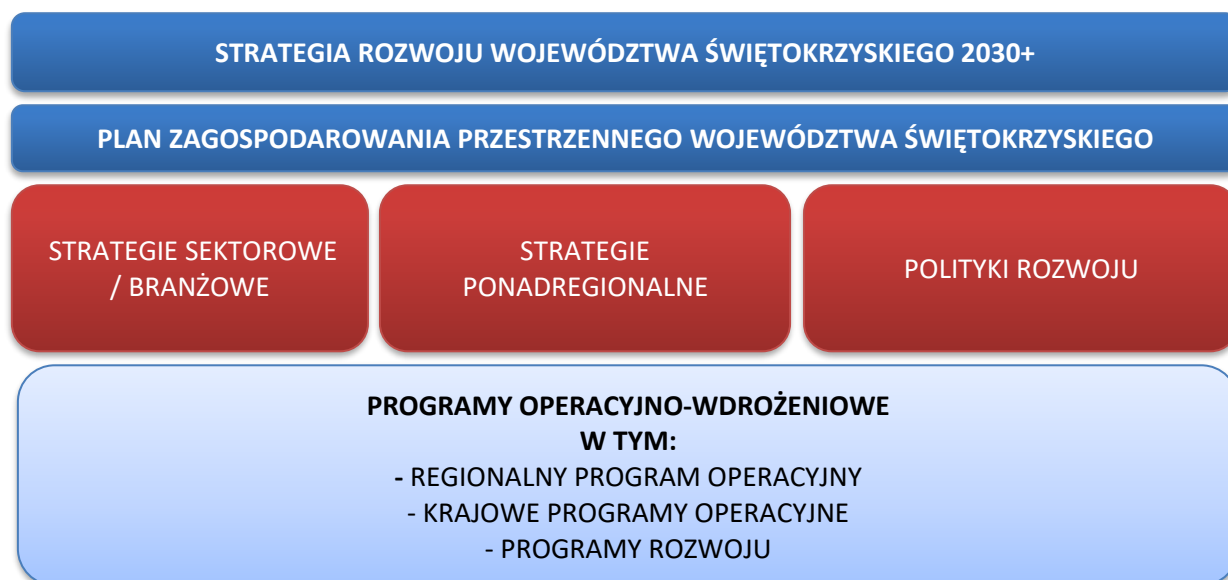 STRATEGIA ROZWOJU WOJEWÓDZTWA ŚWIĘTOKRZYSKIEGO 2030+
PLAN ZAGOSPODAROWANIA PRZESTRZENNEGO WOJEWÓDZTWA ŚWIĘTOKRZYSKIEGO
STRATEGIE SEKTOROWE
/ BRANŻOWE
STRATEGIE
PONADREGIONALNE
POLITYKI ROZWOJU
PROGRAMY OPERACYJNO-WDROŻENIOWE
W TYM:
- REGIONALNY PROGRAM OPERACYJNY
- KRAJOWE PROGRAMY OPERACYJNE
- PROGRAMY ROZWOJU